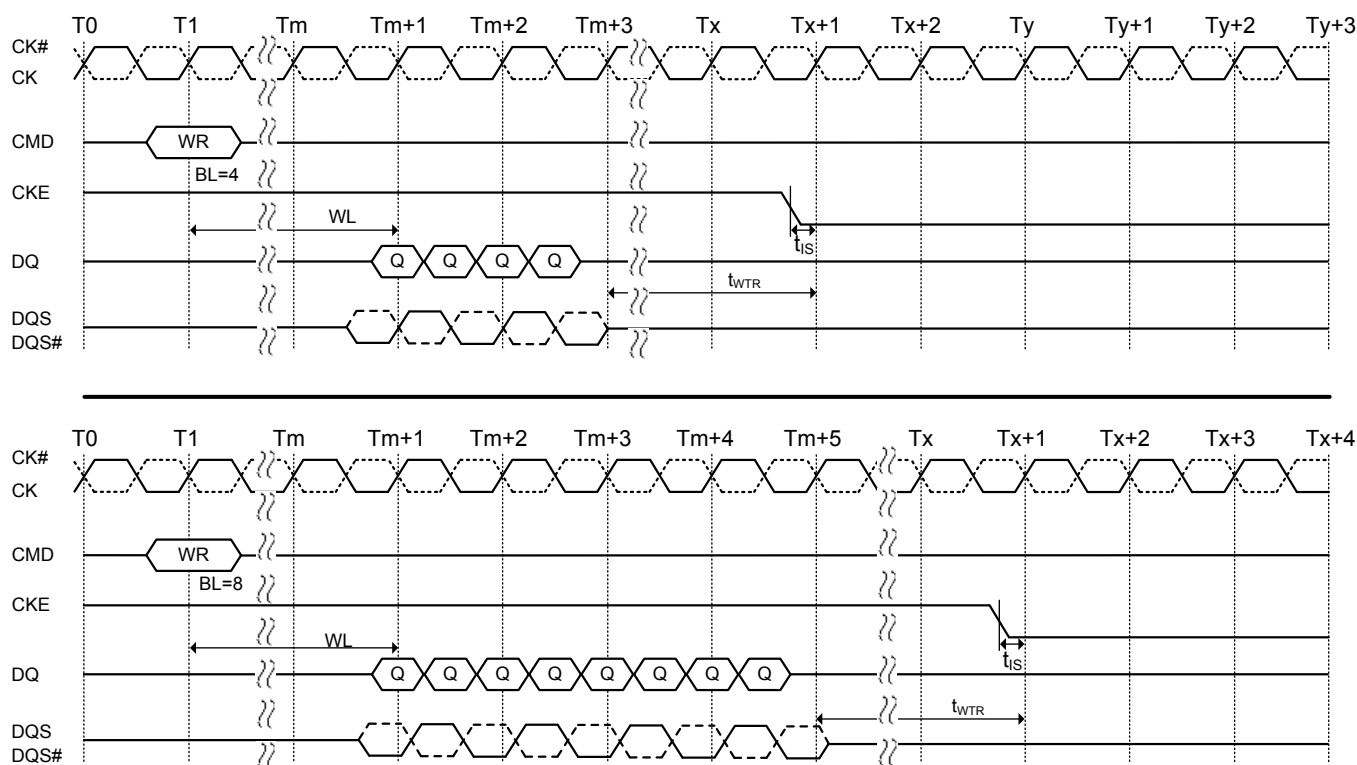 T0 T1 Tm Tm+1 Tm+2 Tm+3 Tx Tx+1 Tx+2 Ty Ty+1 Ty+2 Ty+3
CK#
CK
CMD WR
BL=4
CKE
WL
tIS
DQ Q Q Q Q
tWTR
DQS
DQS#
T0 T1 Tm Tm+1 Tm+2 Tm+3 Tm+4 Tm+5 Tx Tx+1 Tx+2 Tx+3 Tx+4
CK#
CK
CMD WR
BL=8
CKE
WL
tIS
DQ Q Q Q Q Q Q Q Q
tWTR
DQS
DQS#